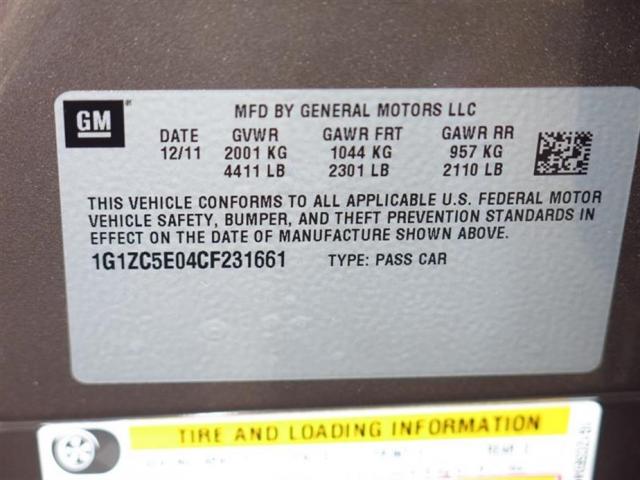 GM
MFD BY GENERAL MOTORS LLC
DATE GVWR GAWR FRT GAWR RR
12/11 2001 KG 1044 KG 957 KG
4411 LB 2301 LB 2110 LB
THIS VEHICLE CONFORMS TO ALL APPLICABLE U.S. FEDERAL MOTOR
VEHICLE SAFETY, BUMPER, AND THEFT PREVENTION STANDARDS IN
EFFECT ON THE DATE OF MANUFACTURE SHOWN ABOVE.
1G1ZC5E04CF231661 TYPE: PASS CAR
TIRE AND LOADING INFORMATION